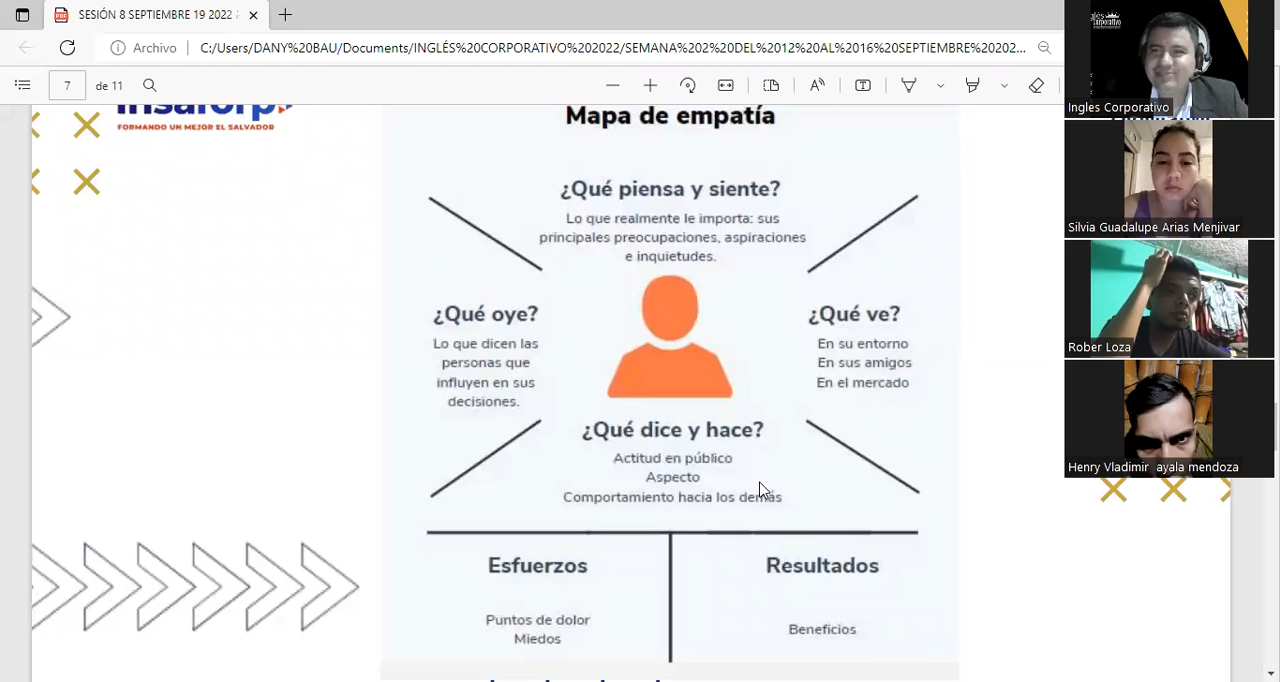 SESIÓN 8 SEPTIEMBRE 19 2022
Archivo
C:/Users/DANY%20BAU/Documents/INGLÉS%20CORPORATIVO%202022/SEMANA%202%20DEL%2012%20AL%2016%20SEPTIEMBRE%20202...
7
de 11
insaforp
FORMANDO UN MEJOR EL SALVADOR
Mapa de empatía
¿Qué piensa y siente?
Lo que realmente le importa: sus
principales preocupaciones, aspiraciones
e inquietudes.
¿Qué oye?
Lo que dicen las
personas que
influyen en sus
decisiones.
¿Qué ve?
En su entorno
En sus amigos
En el mercado
¿Qué dice y hace?
Actitud en público
Aspecto
Comportamiento hacia los demás
Esfuerzos
Puntos de dolor
Miedos
Resultados
Beneficios
Ingles Corporativo
Silvia Guadalupe Arias Menjivar
Rober Loza
Henry Vladimir ayala mendoza